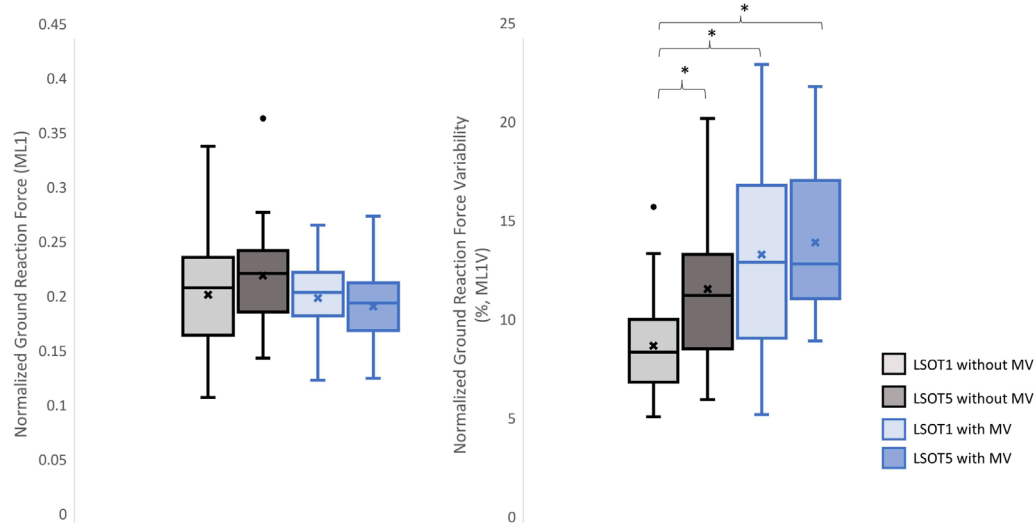 Normalized Ground Reaction Force (ML1)
0.45
0.4
0.35
0.3
0.25
0.2
0.15
0.1
0.05
0
Normalized Ground Reaction Force Variability
(%, ML1V)
25
20
15
10
5
0
*
*
*
LSOT1 without MV
LSOT5 without MV
LSOT1 with MV
LSOT5 with MV